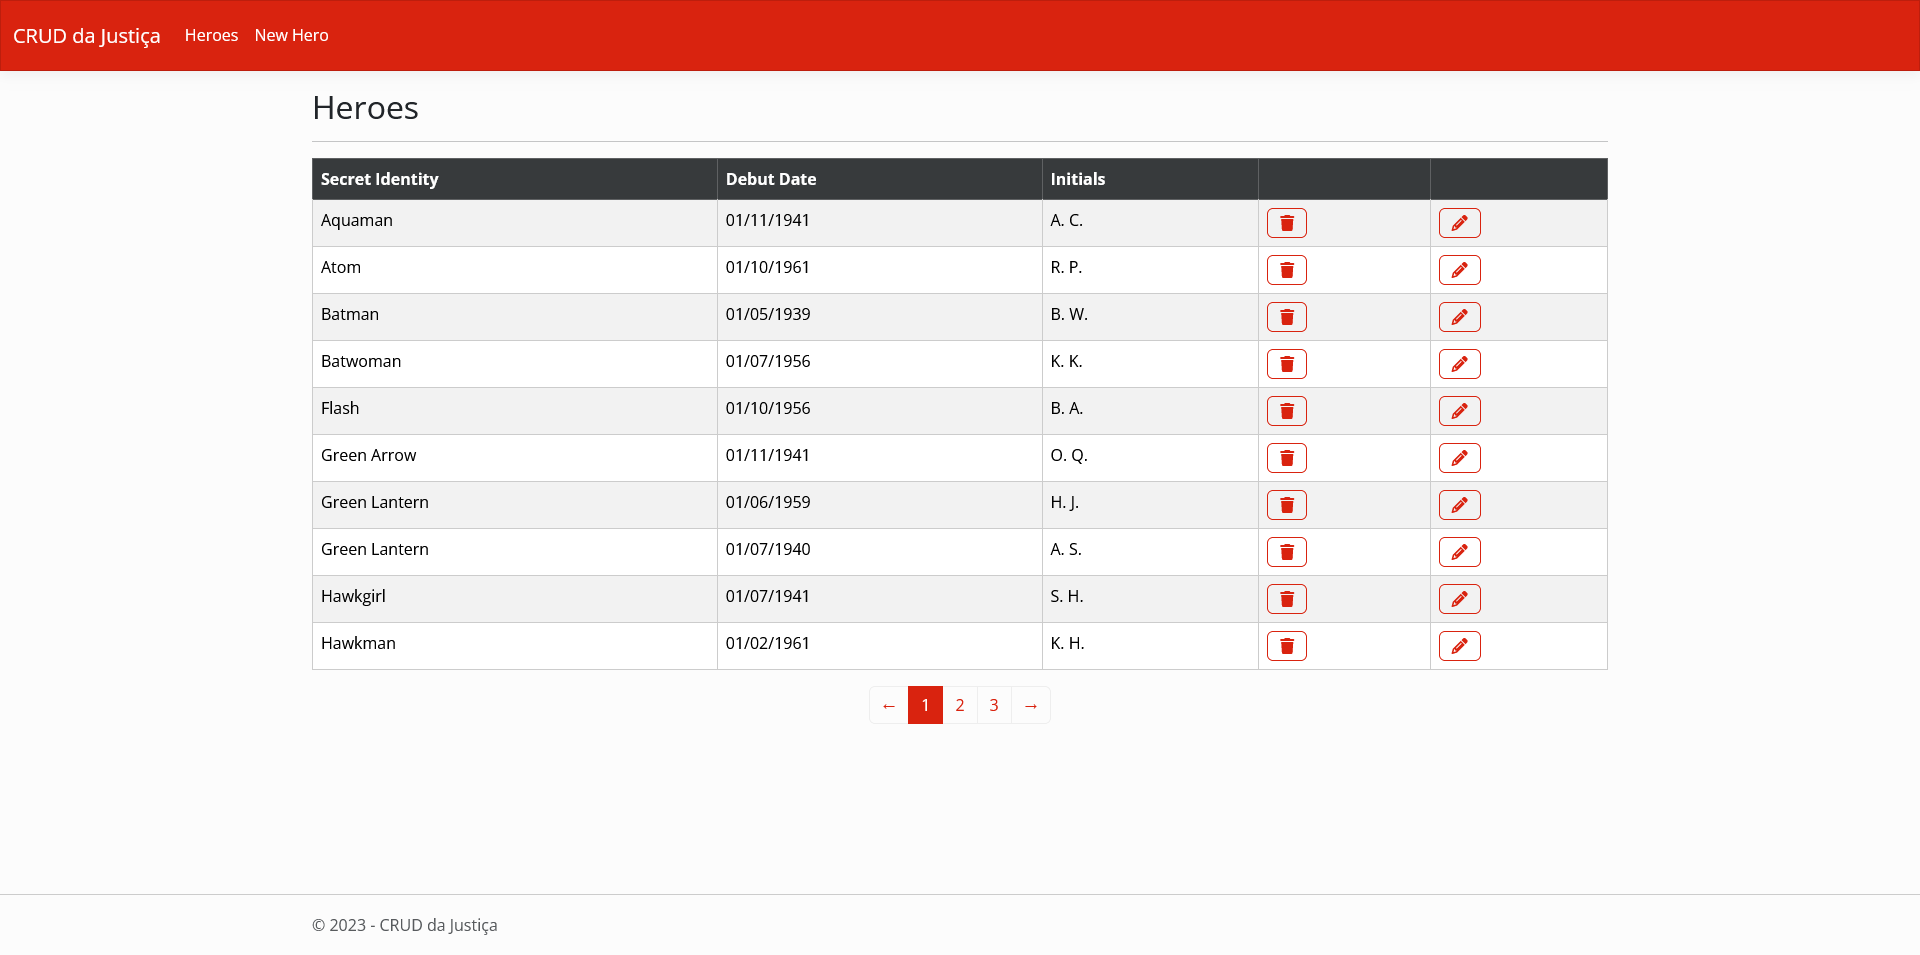 CRUD da Justiça Heroes New Hero
Heroes
Secret Identity Debut Date Initials
Aquaman 01/11/1941 A. C.
Atom 01/10/1961 R. P.
Batman 01/05/1939 B. W.
Batwoman 01/07/1956 K. K.
Flash 01/10/1956 B. A.
Green Arrow 01/11/1941 O. Q.
Green Lantern 01/06/1959 H. J.
Green Lantern 01/07/1940 A. S.
Hawkgirl 01/07/1941 S. H.
Hawkman 01/02/1961 K. H.
← 1 2 3 →
© 2023 - CRUD da Justiça